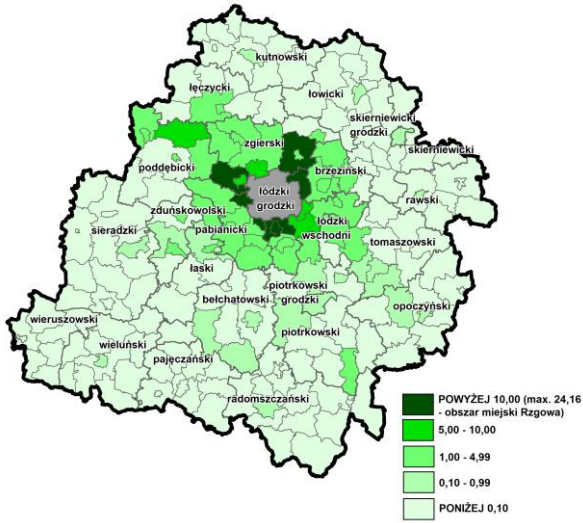 kutnowski
łęczycki
łowicki
skierniewicki
grodzki
skierniewicki
zgierski
poddębicki
brzeziński
łódzki
grodzki
rawski
zduńskowolski
sieradzki
pabianicki
łódzki
wschodni
tomaszowski
łaski
piotrkowski
grodzki
bełchatowski
opoczyński
wieruszowski
piotrkowski
wieluński
pajęczański
radomszczański
POWYŻEJ 10,00 (max. 24,16
- obszar miejski Rzgowa)
5,00 - 10,00
1,00 - 4,99
0,10 - 0,99
PONIŻEJ 0,10